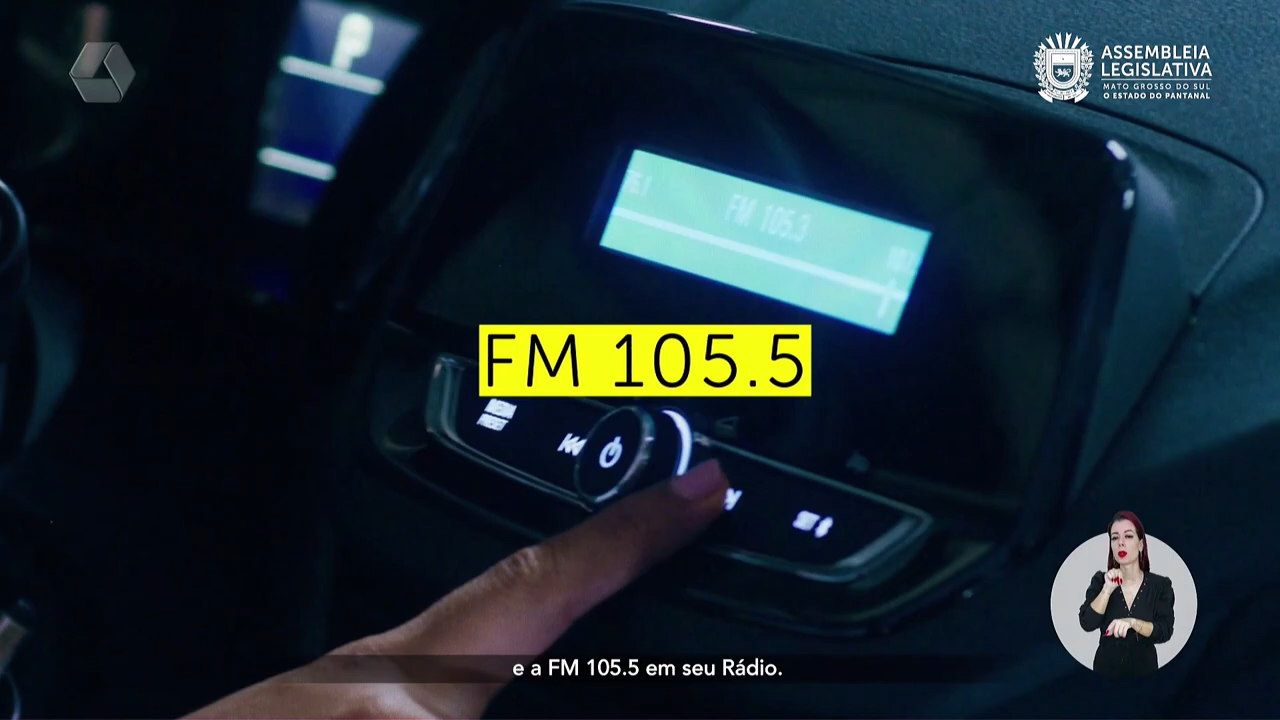 P
ASSEMBLEIA
LEGISLATIVA
MATO GROSSO DO SUL
O ESTADO DO PANTANAL
FM 105.3
FM 105.5
e a FM 105.5 em seu Rádio.